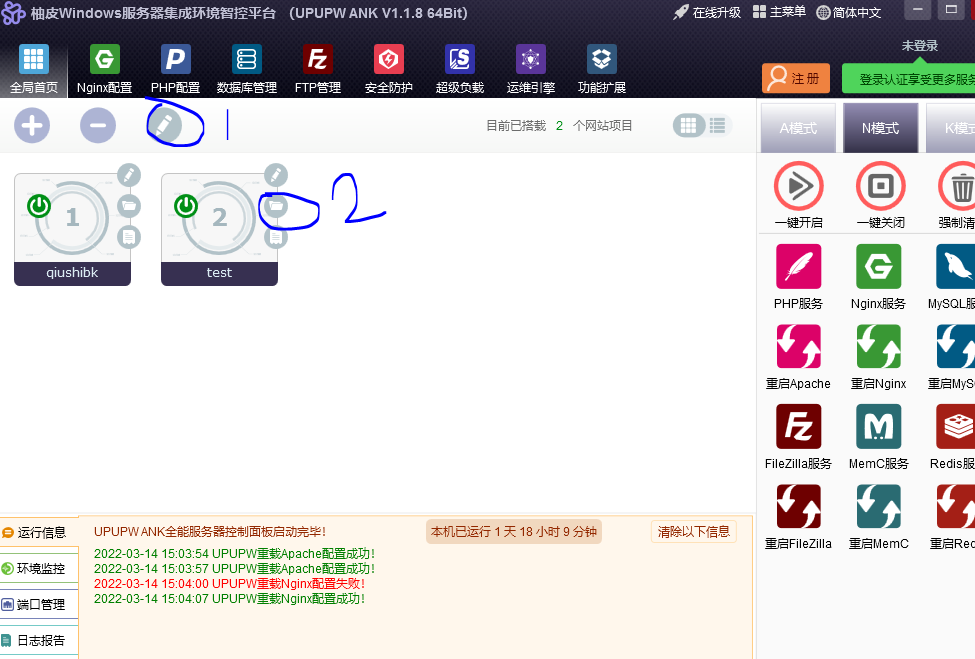 柚皮Windows服务器集成环境智控平台 （UPUPW ANK V1.1.8 64Bit）
在线升级 主菜单 简体中文
未登录
全局首页 Nginx配置 PHP配置 数据库管理 FTP管理 安全防护 超级负载 运维引擎 功能扩展
注 册 登录认证享受更多服务
1
目前已搭载 2 个网站项目
A模式 N模式 K模
1 2
2
qiushibk test
一键开启 一键关闭 强制清
PHP服务 Nginx服务 MySQL服
重启Apache 重启Nginx 重启MyS
FileZilla服务 MemC服务 Redis服
重启FileZilla 重启MemC 重启Red
运行信息
环境监控
端口管理
日志报告
UPUPW ANK全能服务器控制面板启动完毕！ 本机已运行 1 天 18 小时 9 分钟 清除以下信息
2022-03-14 15:03:54 UPUPW重载Apache配置成功！
2022-03-14 15:03:57 UPUPW重载Apache配置成功！
2022-03-14 15:04:00 UPUPW重载Nginx配置失败！
2022-03-14 15:04:07 UPUPW重载Nginx配置成功！